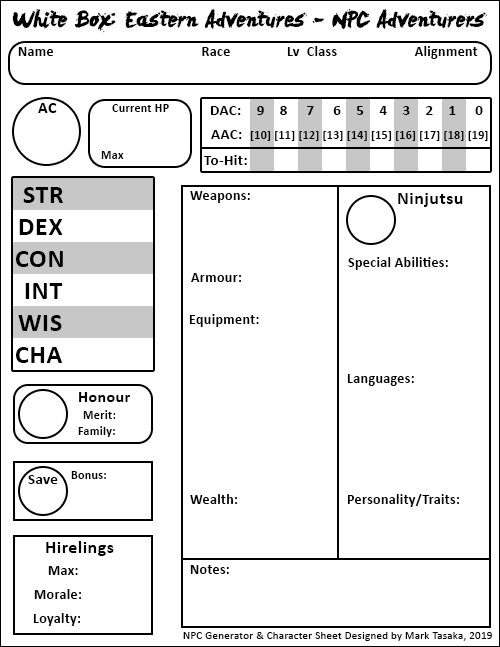 White Box: Eastern Adventures - NPC Adventurers
Name Race Lv Class Alignment
AC
Current HP
Max
DAC: 9 8 7 6 5 4 3 2 1 0
AAC: [10] [11] [12] [13] [14] [15] [16] [17] [18] [19]
To-Hit:
STR
DEX
CON
INT
WIS
CHA
Honour
Merit:
Family:
Save
Bonus:
Hirelings
Max:
Morale:
Loyalty:
Weapons:
Armour:
Equipment:
Wealth:
Ninjutsu
Special Abilities:
Languages:
Personality/Traits:
Notes:
NPC Generator & Character Sheet Designed by Mark Tasaka, 2019